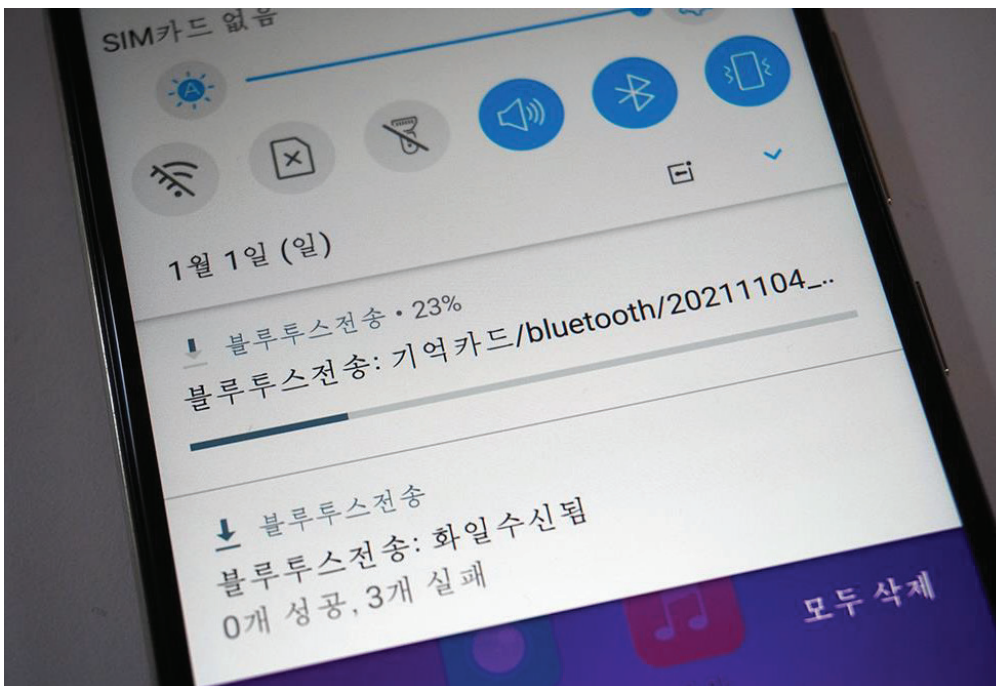 SIM카드 없음
A
1월 1일 (일)
블루투스전송 • 23%
블루투스전송: 기억카드/bluetooth/20211104_..
블루투스전송
블루투스전송: 화일수신됨
0개 성공, 3개 실패
모두 삭제